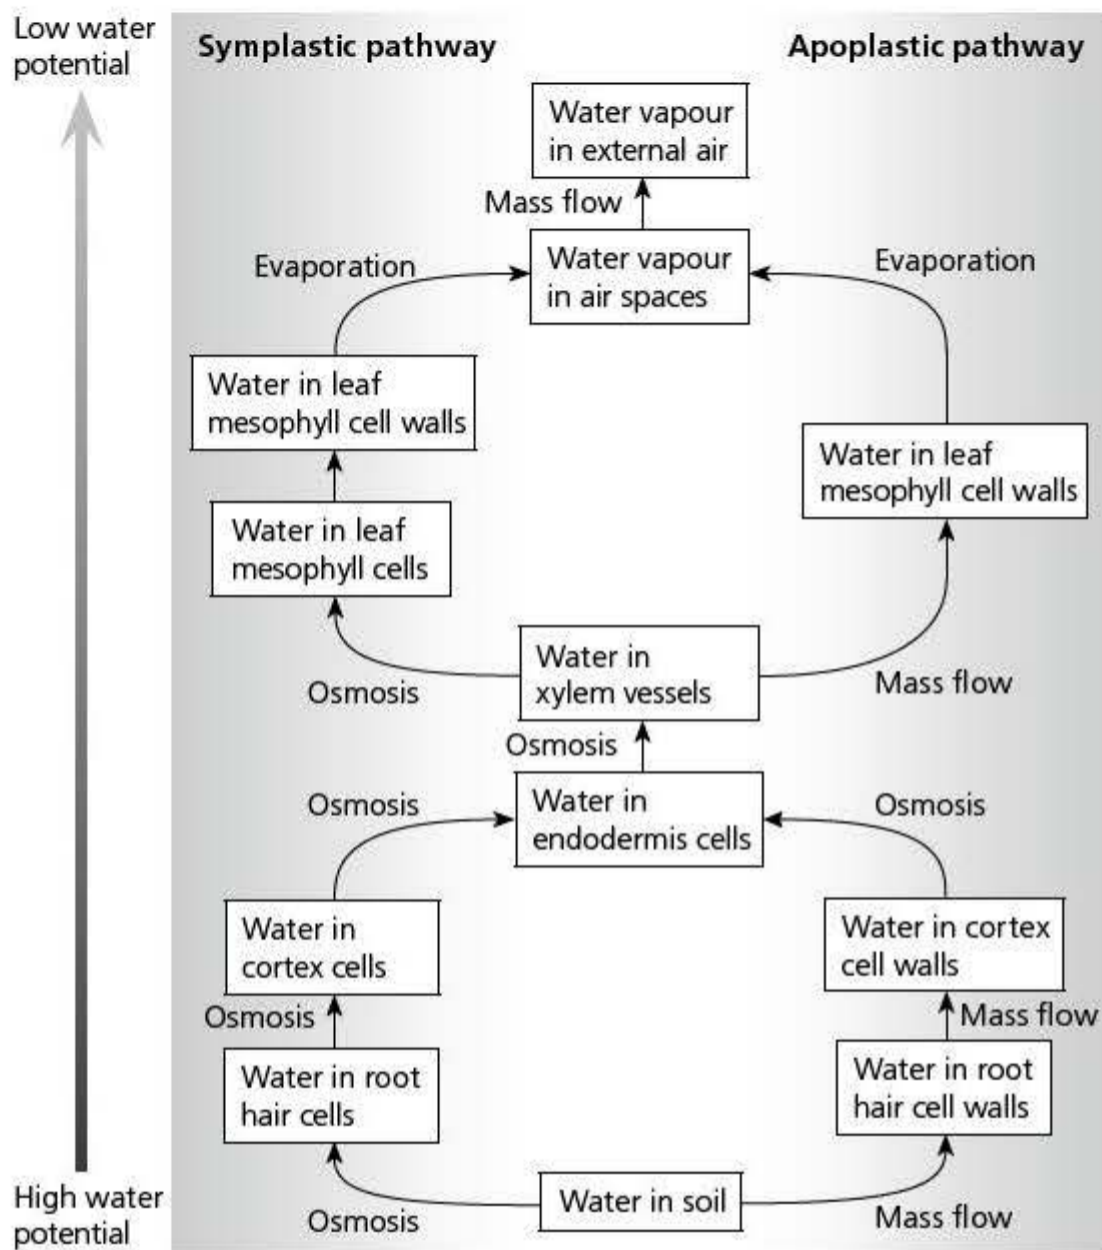 Low water
potential
Symplastic pathway
Apoplastic pathway
Water vapour
in external air
Mass flow
Evaporation
Water vapour
in air spaces
Evaporation
Water in leaf
mesophyll cell walls
Water in leaf
mesophyll cell walls
Water in leaf
mesophyll cells
Water in
xylem vessels
Osmosis
Mass flow
Osmosis
Osmosis
Water in
endodermis cells
Osmosis
Water in
cortex cells
Water in cortex
cell walls
Osmosis
Mass flow
Water in root
hair cells
Water in root
hair cell walls
High water
potential
Osmosis
Water in soil
Mass flow